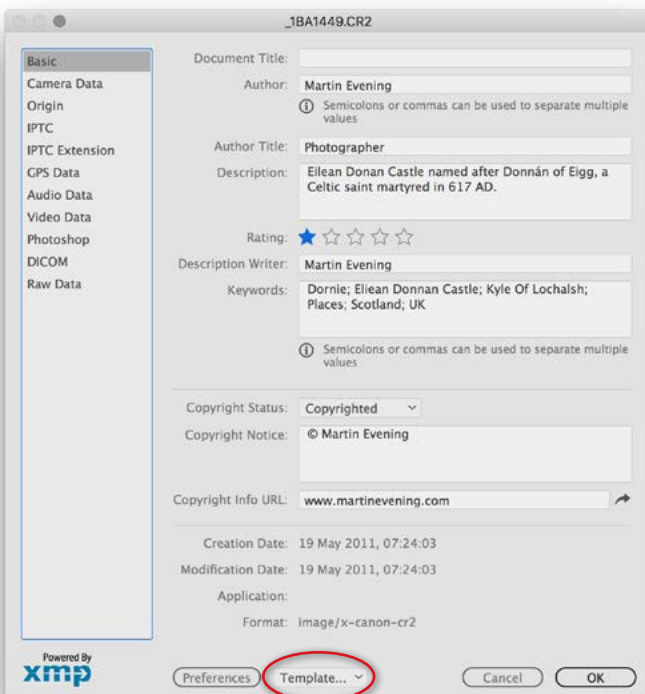 _1BA1449.CR2
Basic
Camera Data
Origin
IPTC
IPTC Extension
GPS Data
Audio Data
Video Data
Photoshop
DICOM
Raw Data
Document Title:
Author: Martin Evening
Semicolons or commas can be used to separate multiple
values
Author Title: Photographer
Description: Eilean Donan Castle named after Donnán of Eigg, a
Celtic saint martyred in 617 AD.
Rating:
Description Writer: Martin Evening
Keywords: Dornie; Eliean Donnan Castle; Kyle Of Lochalsh;
Places; Scotland; UK
Semicolons or commas can be used to separate multiple
values
Copyright Status: Copyrighted
Copyright Notice: © Martin Evening
Copyright Info URL: www.martinevening.com
Creation Date: 19 May 2011, 07:24:03
Modification Date: 19 May 2011, 07:24:03
Application:
Format: image/x-canon-cr2
Powered By
xmp
Preferences Template... Cancel OK